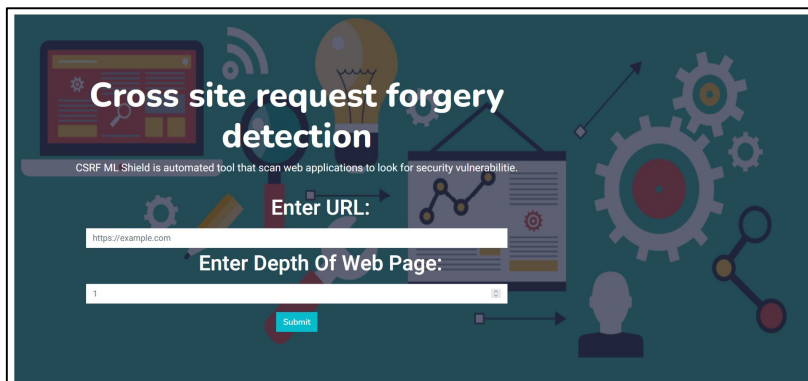 Cross site request forgery
detection
CSRF ML Shield is automated tool that scan web applications to look for security vulnerabilitie.
Enter URL:
https://example.com
Enter Depth Of Web Page:
1
Submit